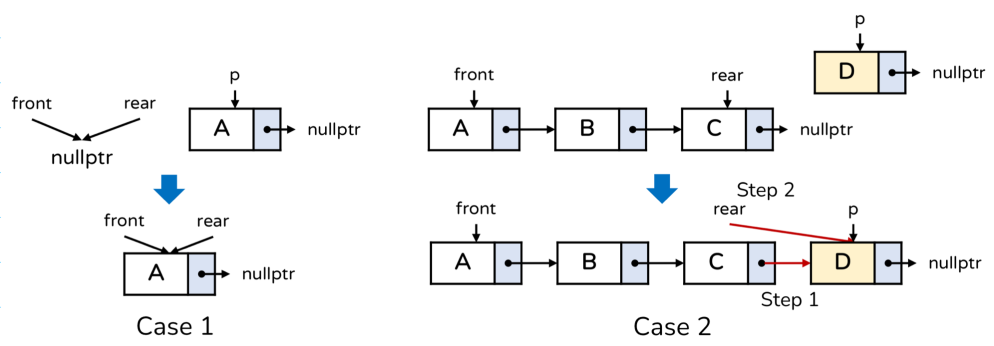 front
rear
nullptr
p
A
nullptr
front
rear
A
nullptr
Case 1
p
D
nullptr
front
rear
A
B
C
nullptr
Step 2
front
rear
p
A
B
C
D
nullptr
Step 1
Case 2